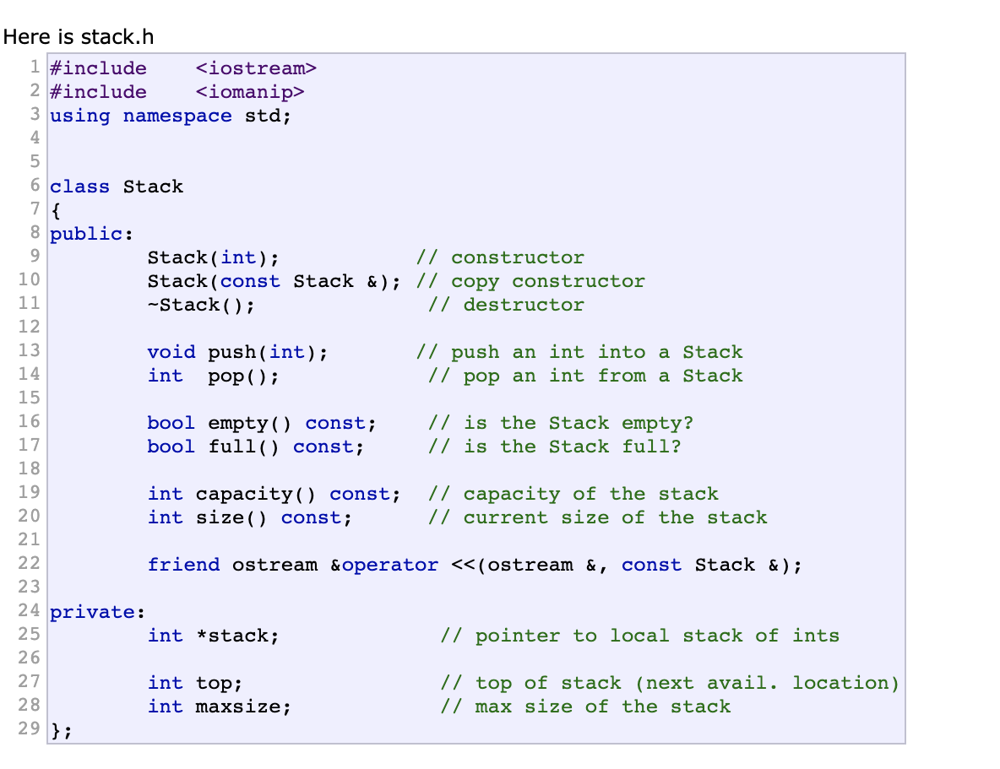 Here is stack.h
1 #include    <iostream>
2 #include    <iomanip>
3 using namespace std;
4
5
6 class Stack
7 {
8 public:
9         Stack(int);           // constructor
10         Stack(const Stack &); // copy constructor
11         ~Stack();              // destructor
12
13         void push(int);       // push an int into a Stack
14         int  pop();            // pop an int from a Stack
15
16         bool empty() const;    // is the Stack empty?
17         bool full() const;     // is the Stack full?
18
19         int capacity() const;  // capacity of the stack
20         int size() const;      // current size of the stack
21
22         friend ostream &operator <<(ostream &, const Stack &);
23
24 private:
25         int *stack;             // pointer to local stack of ints
26
27         int top;                // top of stack (next avail. location)
28         int maxsize;            // max size of the stack
29 };